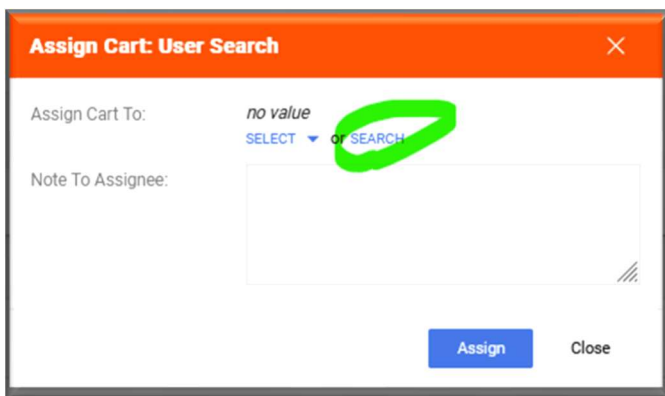 Assign Cart: User Search
Assign Cart To:
no value
SELECT or SEARCH
Note To Assignee:
Assign Close